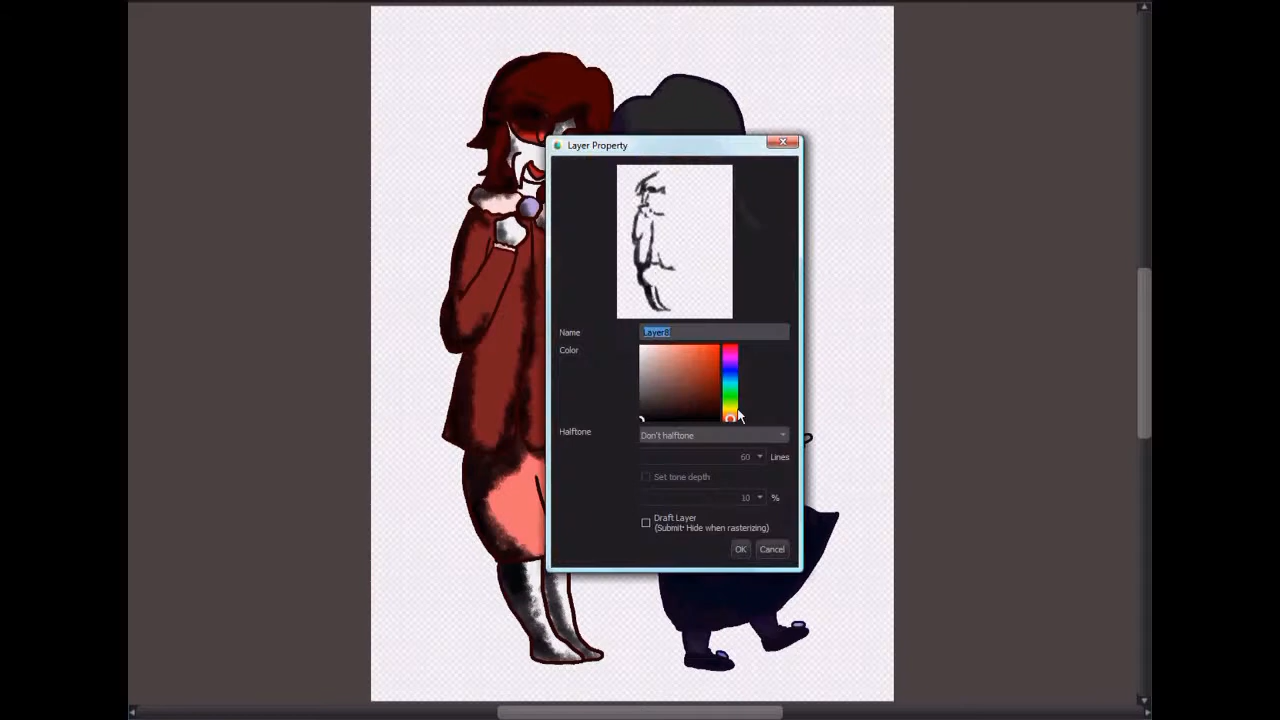 Layer Property
Name
Layer8
Color
Halftone
Don't halftone
60
Lines
Set tone depth
10
%
Draft Layer
(Submit· Hide when rasterizing)
OK
Cancel